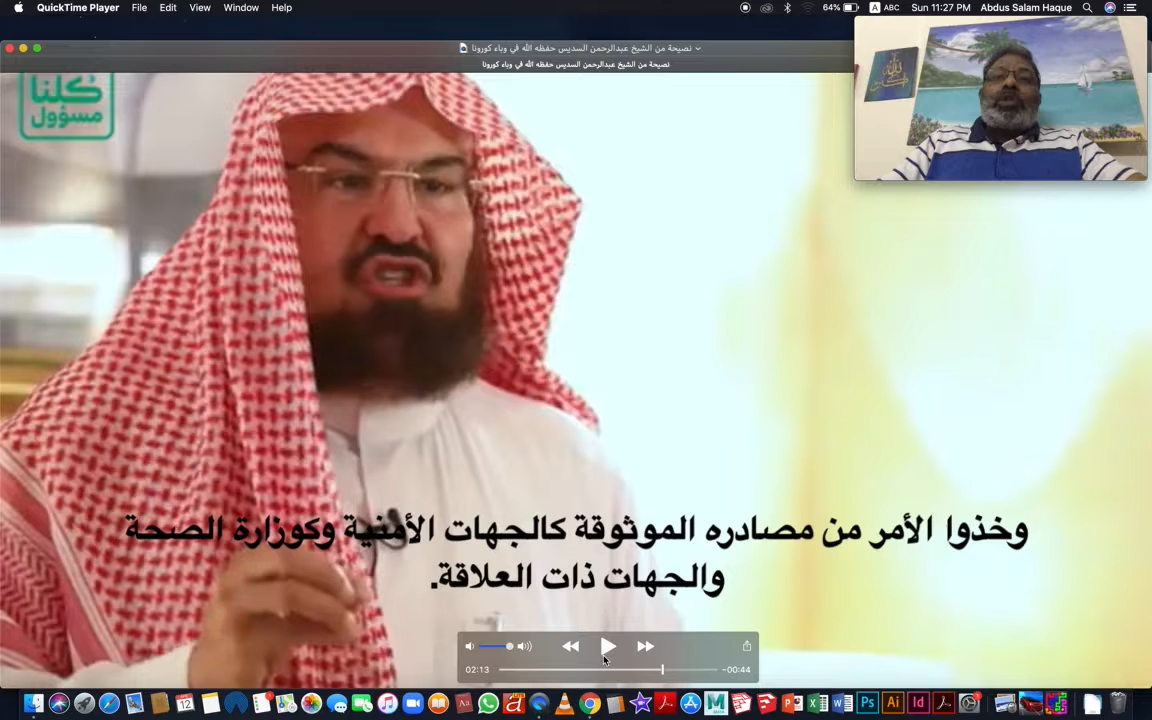 QuickTime Player File Edit View Window Help
64% A ABC Sun 11:27 PM Abdus Salam Haque
نصيحة من الشيخ عبدالرحمن السديس حفظه الله في وباء كورونا
نصيحة من الشيخ عبدالرحمن السديس حفظه الله في وباء كورونا
كلنا
مسؤول
وخذوا الأمر من مصادره الموثوقة كالجهات الأمنية وكوزارة الصحة
والجهات ذات العلاقة.
02:13
-00:44